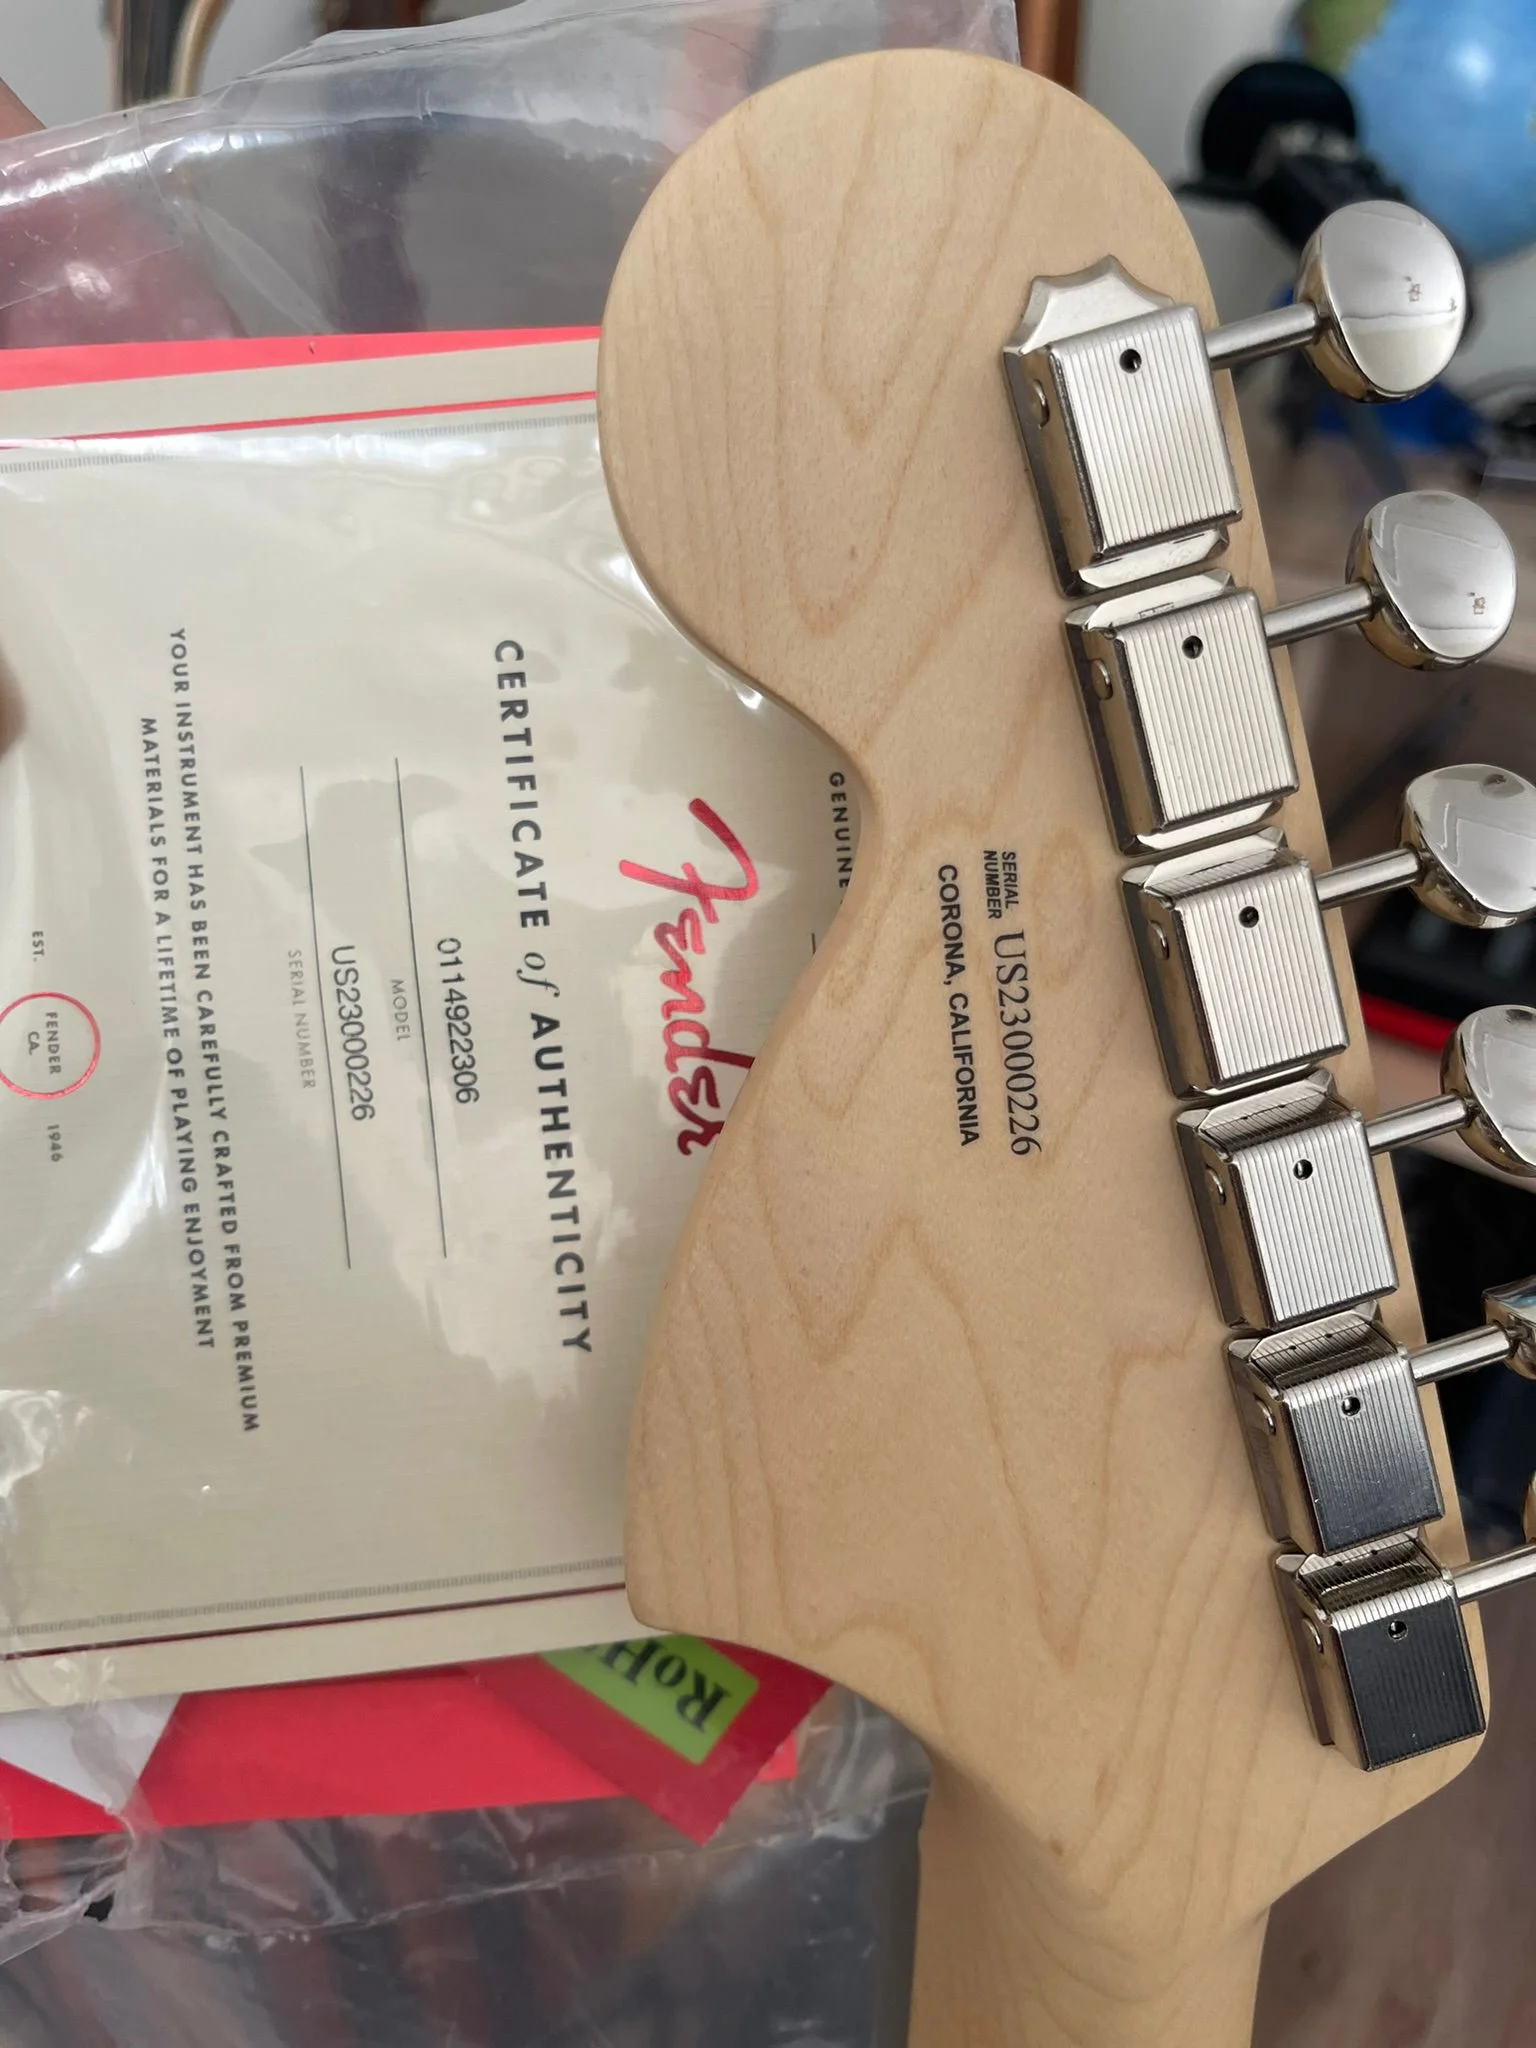 GENUINE
Fender
CERTIFICATE of AUTHENTICITY
0114922306
MODEL
US23000226
SERIAL NUMBER
YOUR INSTRUMENT HAS BEEN CAREFULLY CRAFTED FROM PREMIUM
MATERIALS FOR A LIFETIME OF PLAYING ENJOYMENT
EST.
FENDER
CA.
1946
SERIAL
NUMBER
US23000226
CORONA, CALIFORNIA